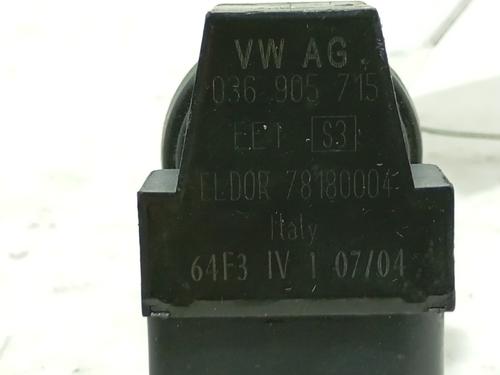 VW AG
036 905 715
EE1 S3
ELDOR 78180004
Italy
64F3 IV 1 07/04